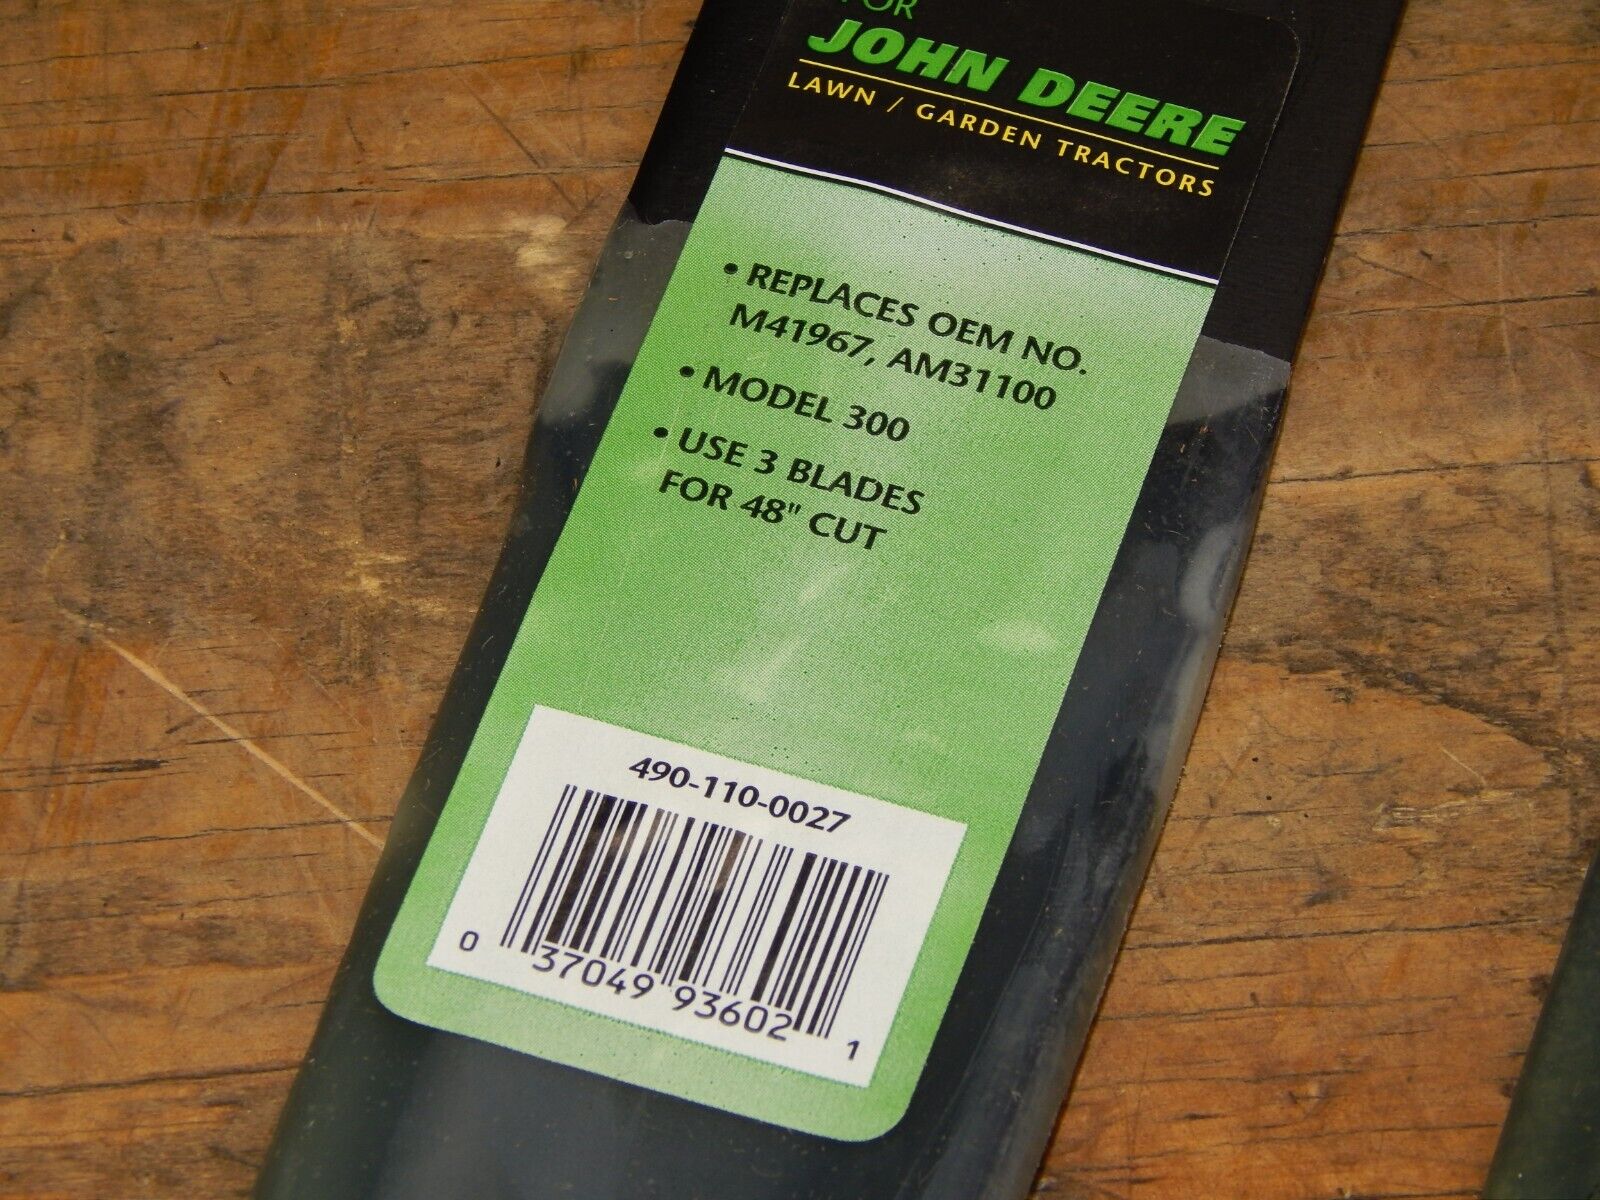 FOR
JOHN DEERE
LAWN / GARDEN TRACTORS
• REPLACES OEM NO.
M41967, AM31100
• MODEL 300
• USE 3 BLADES
FOR 48" CUT
490-110-0027
0 37049 93602 1